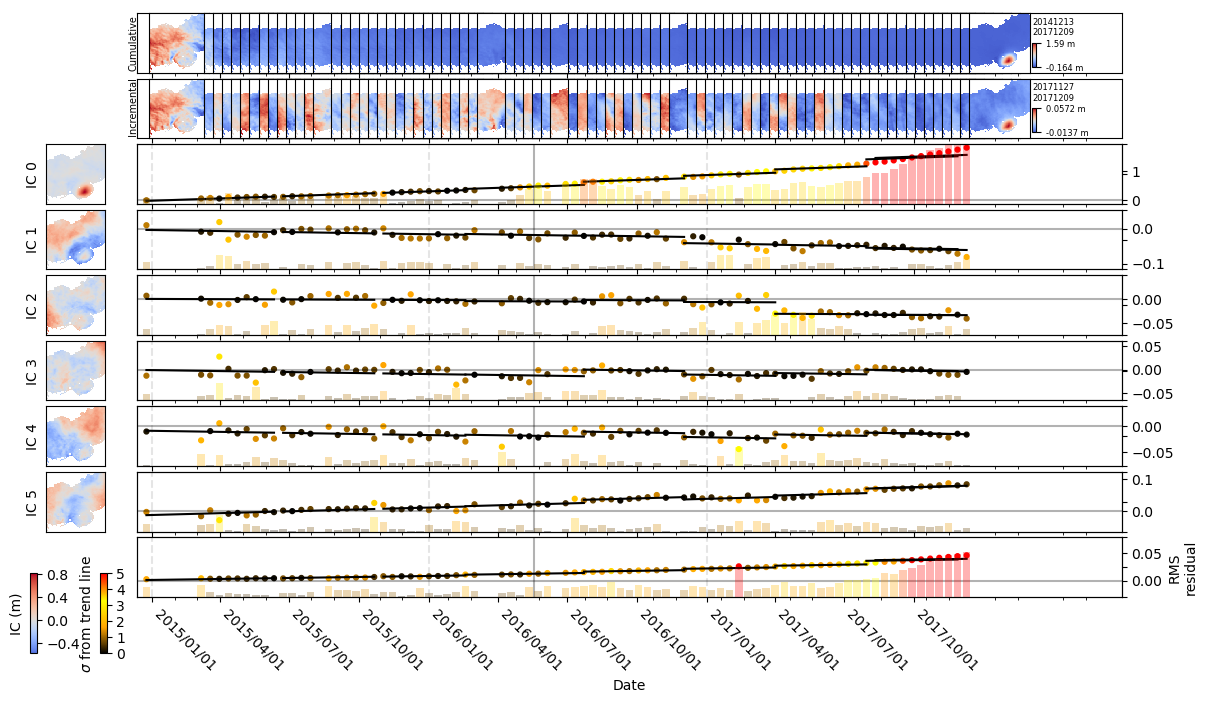 Cumulative
20141213
20171209
1.59 m
-0.164 m
Incremental
20171127
20171209
0.0572 m
-0.0137 m
IC 0
1
0
IC 1
0.0
−0.1
IC 2
0.00
−0.05
IC 3
0.05
0.00
−0.05
IC 4
0.00
−0.05
IC 5
0.1
0.0
0.05
0.00
RMS
residual
IC (m)
0.8
0.4
0.0
−0.4
σ from trend line
5
4
3
2
1
0
2015/01/01
2015/04/01
2015/07/01
2015/10/01
2016/01/01
2016/04/01
2016/07/01
2016/10/01
2017/01/01
2017/04/01
2017/07/01
2017/10/01
Date